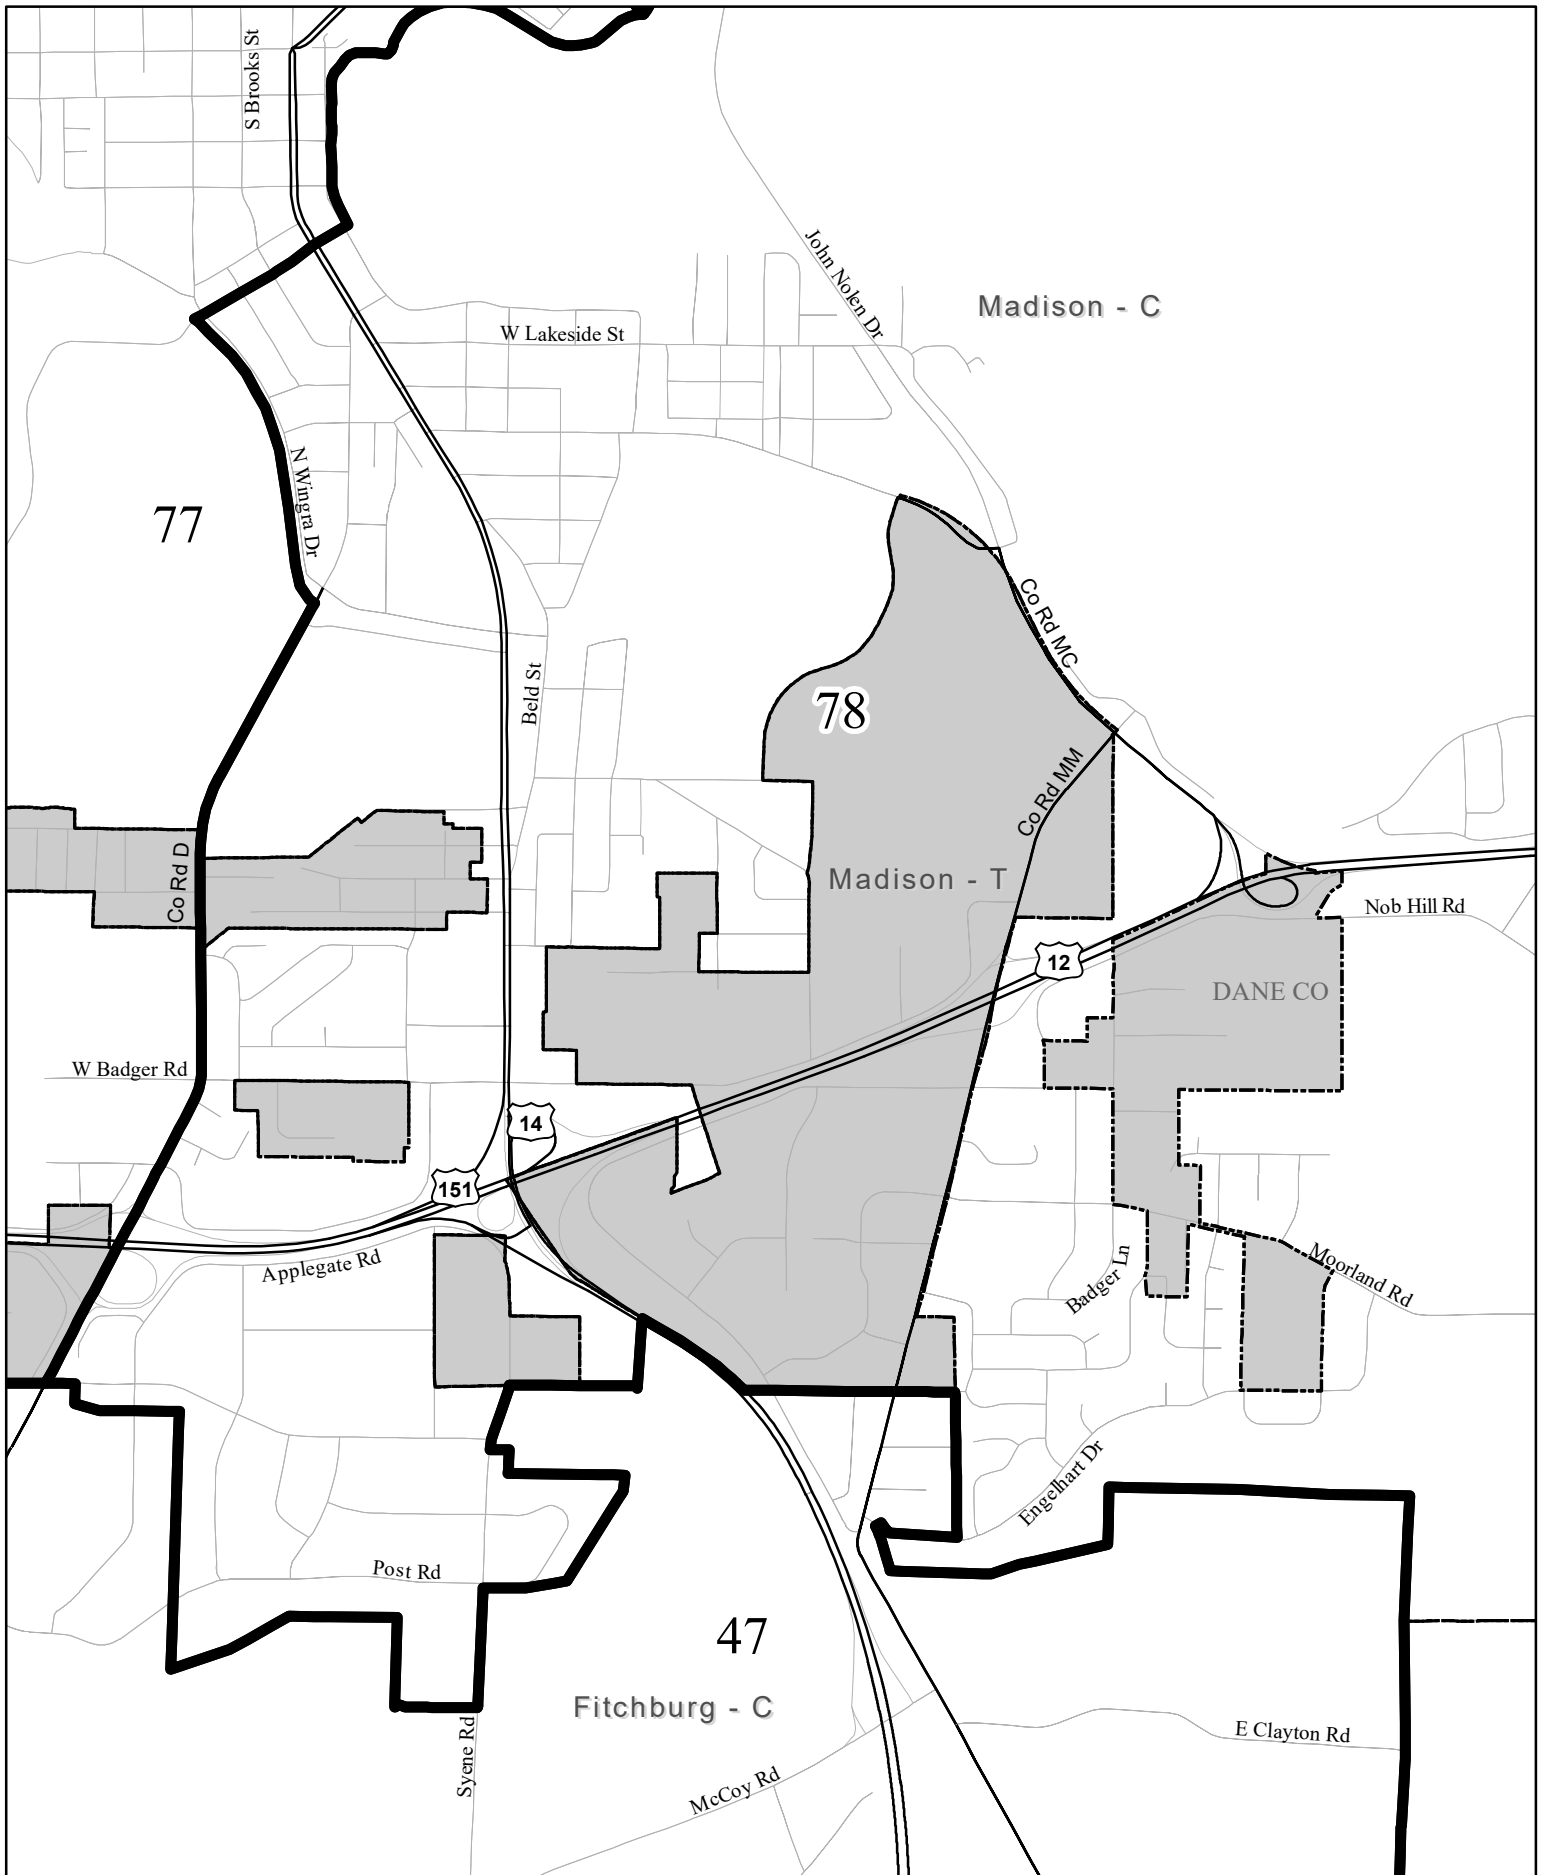 S Brooks St
John Nolen Dr
Madison - C
W Lakeside St
N Wingra Dr
77
Co Rd MC
Beld St
78
Co Rd MM
Co Rd D
Madison - T
Nob Hill Rd
12
DANE CO
W Badger Rd
14
151
Applegate Rd
Badger Ln
Moorland Rd
Engelhart Dr
Post Rd
47
Fitchburg - C
Syene Rd
E Clayton Rd
McCoy Rd